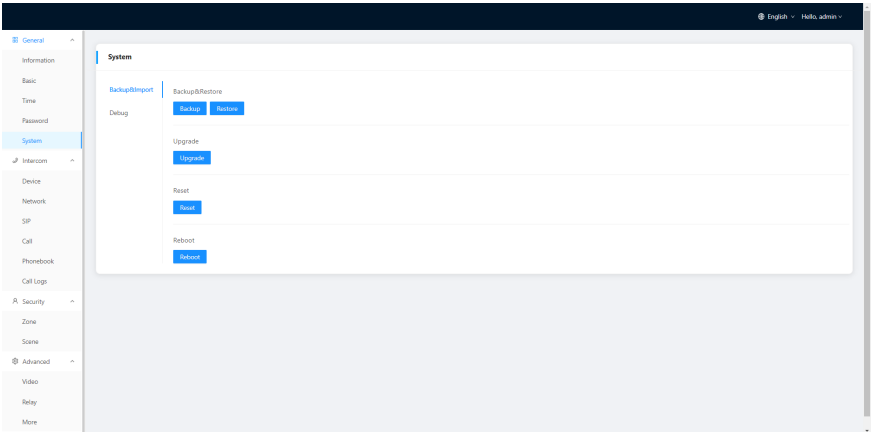 English Hello, admin
General
Information
Basic
Time
Password
System
Intercom
Device
Network
SIP
Call
Phonebook
Call Logs
Security
Zone
Scene
Advanced
Video
Relay
More
System
Backup&Import
Debug
Backup&Restore
Backup Restore
Upgrade
Upgrade
Reset
Reset
Reboot
Reboot